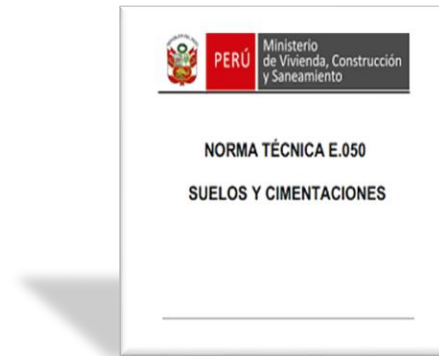 PERÚ
Ministerio
de Vivienda, Construcción
y Saneamiento
NORMA TÉCNICA E.050
SUELOS Y CIMENTACIONES